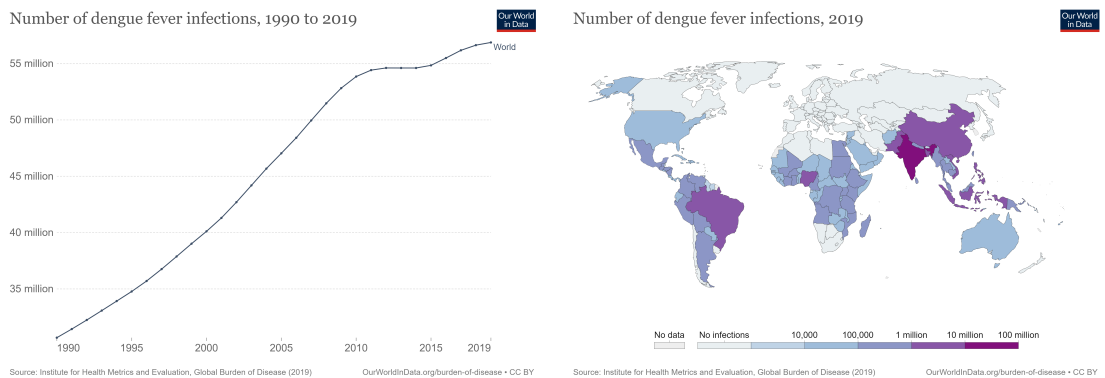 Number of dengue fever infections, 1990 to 2019
Our World
in Data
World
55 million
50 million
45 million
40 million
35 million
1990
1995
2000
2005
2010
2015
2019
Source: Institute for Health Metrics and Evaluation, Global Burden of Disease (2019)
OurWorldInData.org/burden-of-disease • CC BY
Number of dengue fever infections, 2019
Our World
in Data
No data
No infections
10,000
100,000
1 million
10 million
100 million
Source: Institute for Health Metrics and Evaluation, Global Burden of Disease (2019)
OurWorldInData.org/burden-of-disease • CC BY